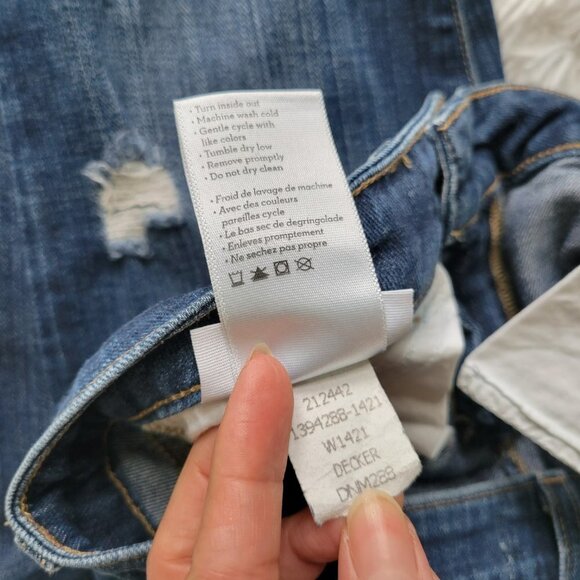 • Turn inside out
• Machine wash cold
• Gentle cycle with
like colors
• Tumble dry low
• Remove promptly
• Do not dry clean
• Froid de lavage de machine
• Avec des couleurs
pareilles cycle
• Le bas sec de degringolade
• Enleves promptement
• Ne sechez pas propre
212442
1394288-1421
W1421
DECKER
DNM288